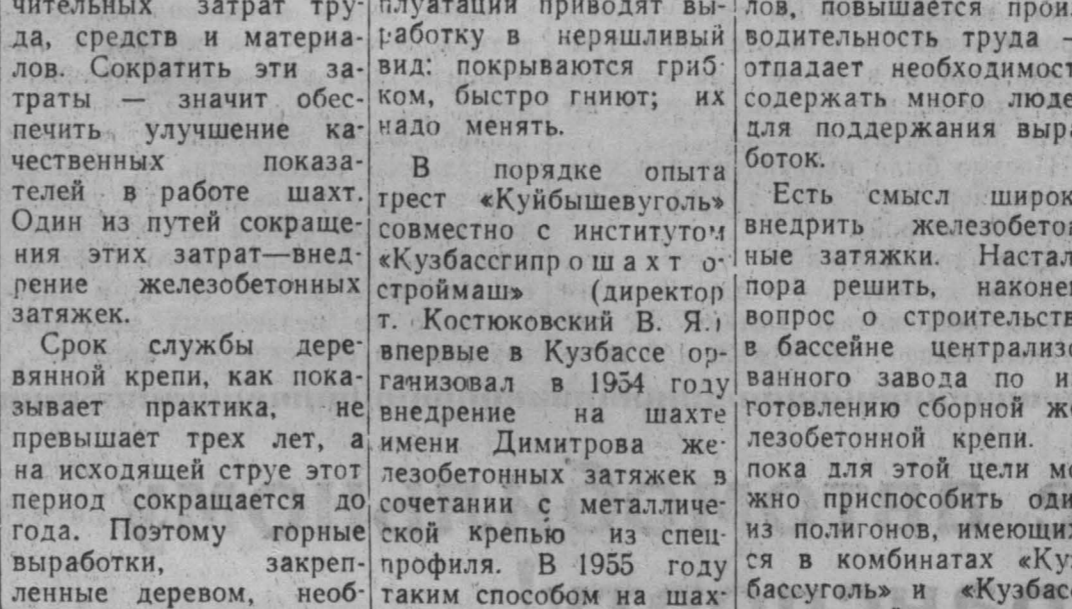 чительных затрат тру-
да, средств и материа-
лов. Сократить эти за-
траты — значит обес-
печить улучшение ка-
чественных показа-
телей в работе шахт.
Один из путей сокраще-
ния этих затрат—внед-
рение железобетонных
затяжек.
Срок службы дере-
вянной крепи, как пока-
зывает практика, не
превышает трех лет, а
на исходящей струе этот
период сокращается до
года. Поэтому горные
выработки, закреп-
ленные деревом, необ-
плуатации приводят вы-
работку в неряшливый
вид: покрываются гриб-
ком, быстро гниют; их
надо менять.
В порядке опыта
трест «Куйбышевуголь»
совместно с институтом
«Кузбассгипрошахто-
строймаш» (директор
т. Костюковский В. Я.)
впервые в Кузбассе ор-
ганизовал в 1954 году
внедрение на шахте
имени Димитрова же-
лезобетонных затяжек в
сочетании с металличе-
ской крепью из спец-
профиля. В 1955 году
таким способом на шах-
лов, повышается произ
водительность труда —
отпадает необходимост
содержать много люде
для поддержания выра
боток.
Есть смысл широк
внедрить железобето
ные затяжки. Настал
пора решить, наконе
вопрос о строительств
в бассейне централизо
ванного завода по и
готовлению сборной же
лезобетонной крепи.
пока для этой цели мо
жно приспособить оди
из полигонов, имеющих
ся в комбинатах «Куз
бассуголь» и «Кузбасс